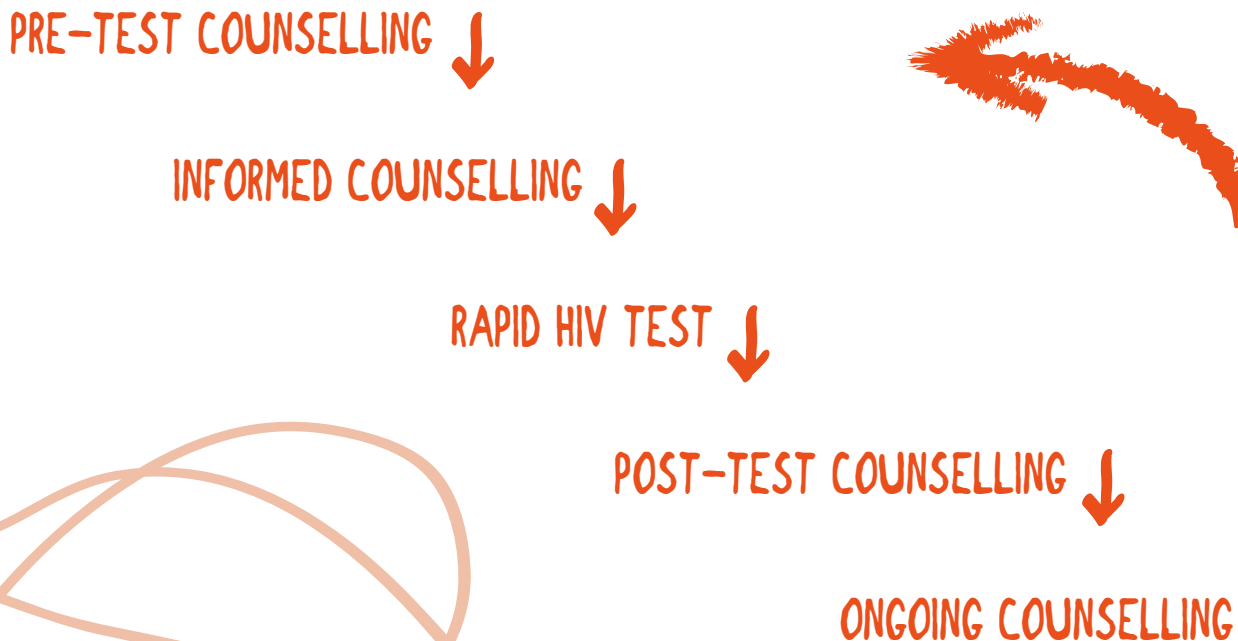 PRE-TEST COUNSELLING
INFORMED COUNSELLING
RAPID HIV TEST
POST-TEST COUNSELLING
ONGOING COUNSELLING